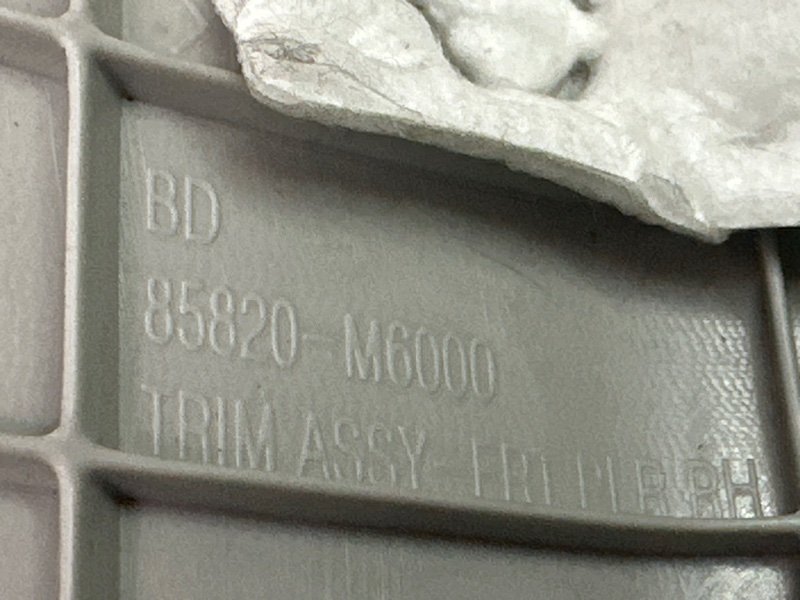 BD
85820-M6000
TRIM ASSY-FRT PLR RH